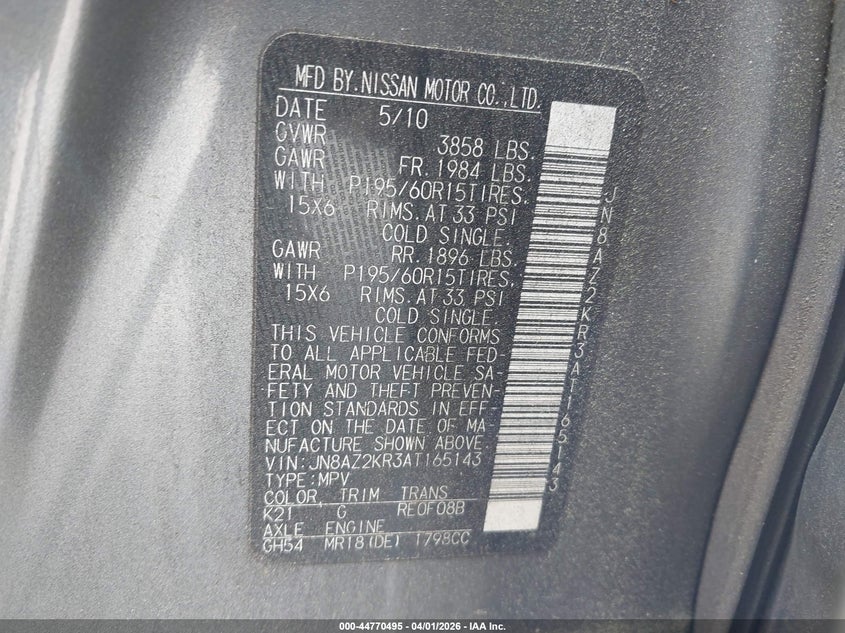 MFD BY. NISSAN MOTOR CO., LTD.
DATE 5/10
GVWR 3858 LBS.
GAWR FR. 1984 LBS.
WITH P195/60R15TIRES,
15X6 RIMS. AT 33 PSI
COLD SINGLE.
GAWR RR. 1896 LBS.
WITH P195/60R15TIRES,
15X6 RIMS. AT 33 PSI
COLD SINGLE.
THIS VEHICLE CONFORMS
TO ALL APPLICABLE FED-
ERAL MOTOR VEHICLE SA-
FETY AND THEFT PREVEN-
TION STANDARDS IN EFF-
ECT ON THE DATE OF MA-
NUFACTURE SHOWN ABOVE.
VIN:JN8AZ2KR3AT165143
TYPE:MPV
COLOR, TRIM TRANS
K21 G RE0F08B
AXLE ENGINE
GH54 MR18(DE) 1798CC
JN8AZ2KR3AT165143
000-44770495 - 04/01/2026 - IAA Inc.